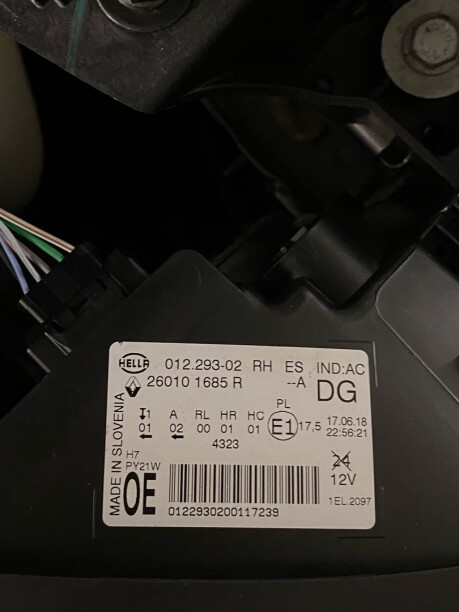 HELLA 012.293-02 RH ES IND:AC
26010 1685 R --A DG
MADE IN SLOVENIA
1 A RL HR HC PL
01 02 00 01 01 E1 17,5
17.06.18
22:56:21
4323
H7
PY21W
24
12V
OE
0122930200117239
1EL 2097